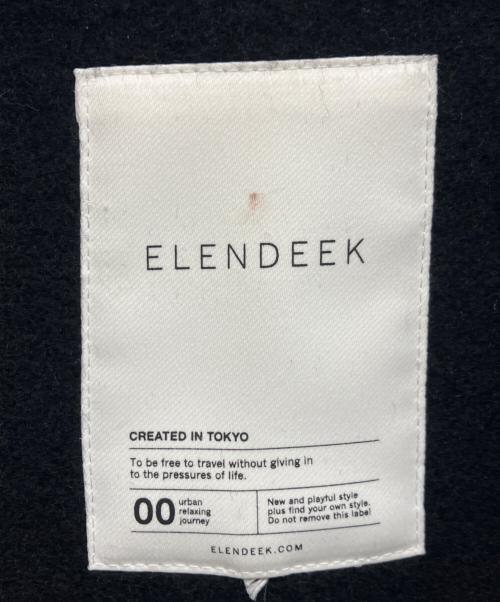 ELENDEEK
CREATED IN TOKYO
To be free to travel without giving in
to the pressures of life.
00
urban
relaxing
journey
New and playful style
plus find your own style.
Do not remove this label
ELENDEEK.COM